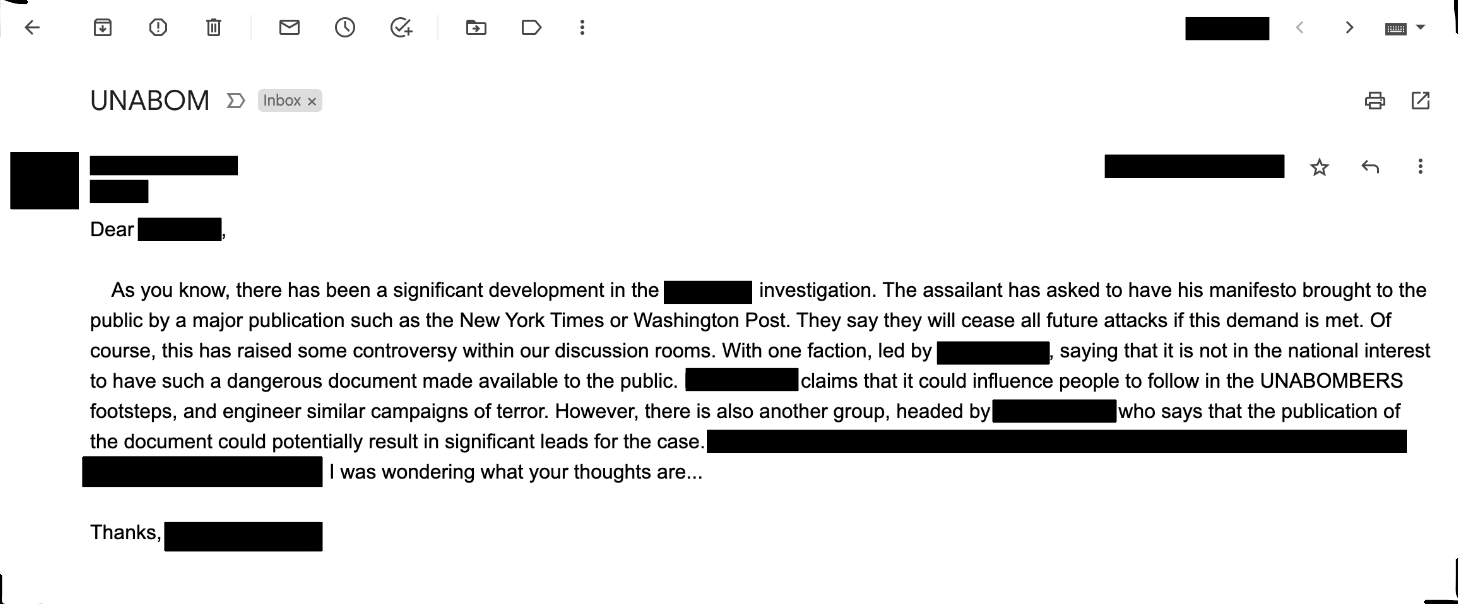 UNABOM Inbox ×
Dear ,
As you know, there has been a significant development in the investigation. The assailant has asked to have his manifesto brought to the
public by a major publication such as the New York Times or Washington Post. They say they will cease all future attacks if this demand is met. Of
course, this has raised some controversy within our discussion rooms. With one faction, led by , saying that it is not in the national interest
to have such a dangerous document made available to the public. claims that it could influence people to follow in the UNABOMBERS
footsteps, and engineer similar campaigns of terror. However, there is also another group, headed by who says that the publication of
the document could potentially result in significant leads for the case.
I was wondering what your thoughts are...
Thanks,